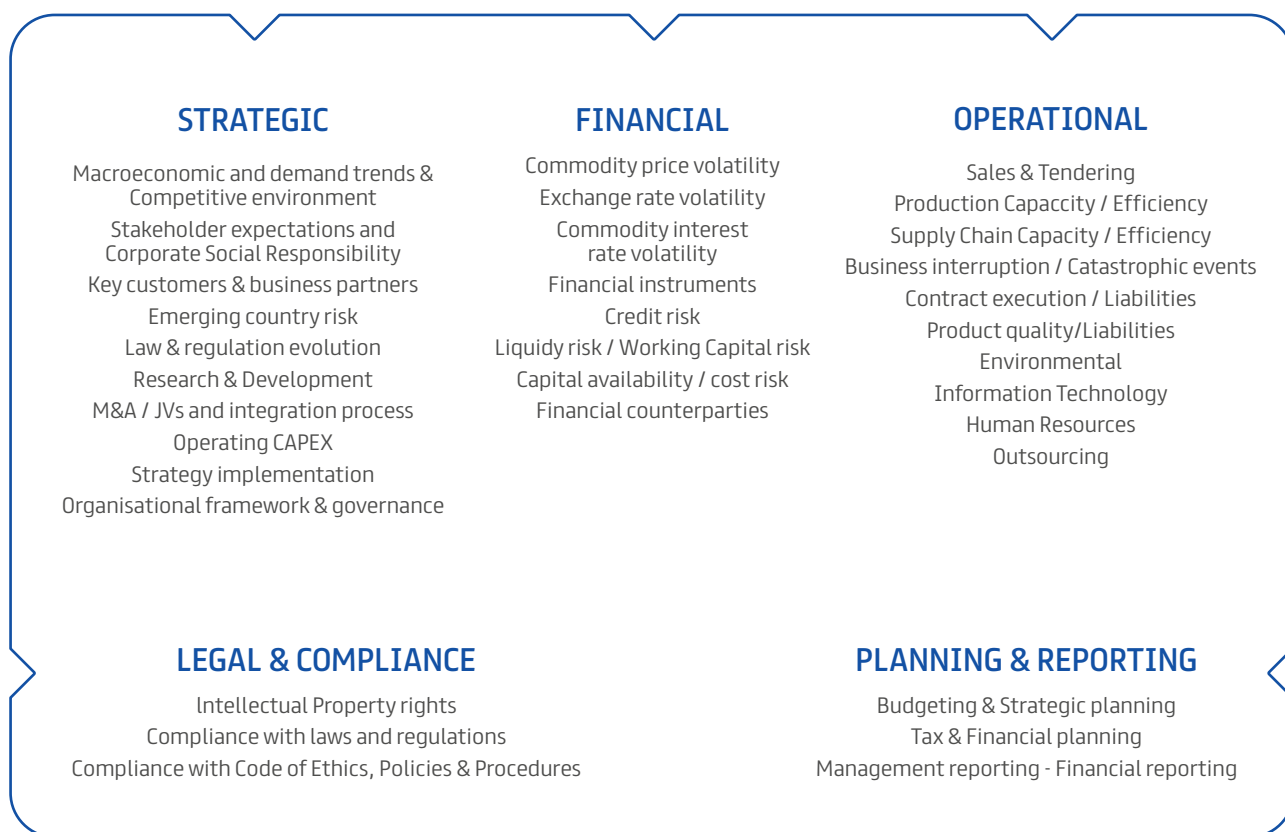 STRATEGIC
Macroeconomic and demand trends &
Competitive environment
Stakeholder expectations and
Corporate Social Responsibility
Key customers & business partners
Emerging country risk
Law & regulation evolution
Research & Development
M&A / JVs and integration process
Operating CAPEX
Strategy implementation
Organisational framework & governance
FINANCIAL
Commodity price volatility
Exchange rate volatility
Commodity interest
rate volatility
Financial instruments
Credit risk
Liquidy risk / Working Capital risk
Capital availability / cost risk
Financial counterparties
OPERATIONAL
Sales & Tendering
Production Capaccity / Efficiency
Supply Chain Capacity / Efficiency
Business interruption / Catastrophic events
Contract execution / Liabilities
Product quality/Liabilities
Environmental
Information Technology
Human Resources
Outsourcing
LEGAL & COMPLIANCE
Intellectual Property rights
Compliance with laws and regulations
Compliance with Code of Ethics, Policies & Procedures
PLANNING & REPORTING
Budgeting & Strategic planning
Tax & Financial planning
Management reporting - Financial reporting